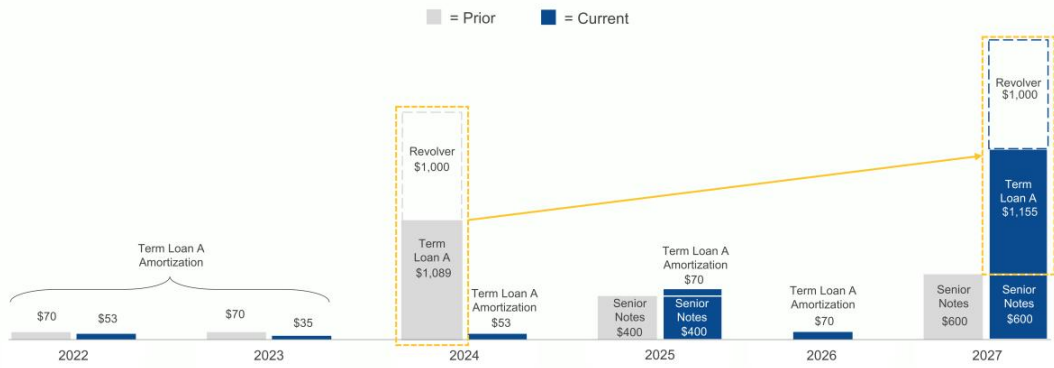 = Prior
= Current
Term Loan A
Amortization
$70
$53
2022
$70
$35
2023
Revolver
$1,000
Term
Loan A
$1,089
Term Loan A
Amortization
$53
2024
Senior
Notes
$400
Term Loan A
Amortization
$70
Senior
Notes
$400
2025
Term Loan A
Amortization
$70
2026
Senior
Notes
$600
Revolver
$1,000
Term
Loan A
$1,155
Senior
Notes
$600
2027